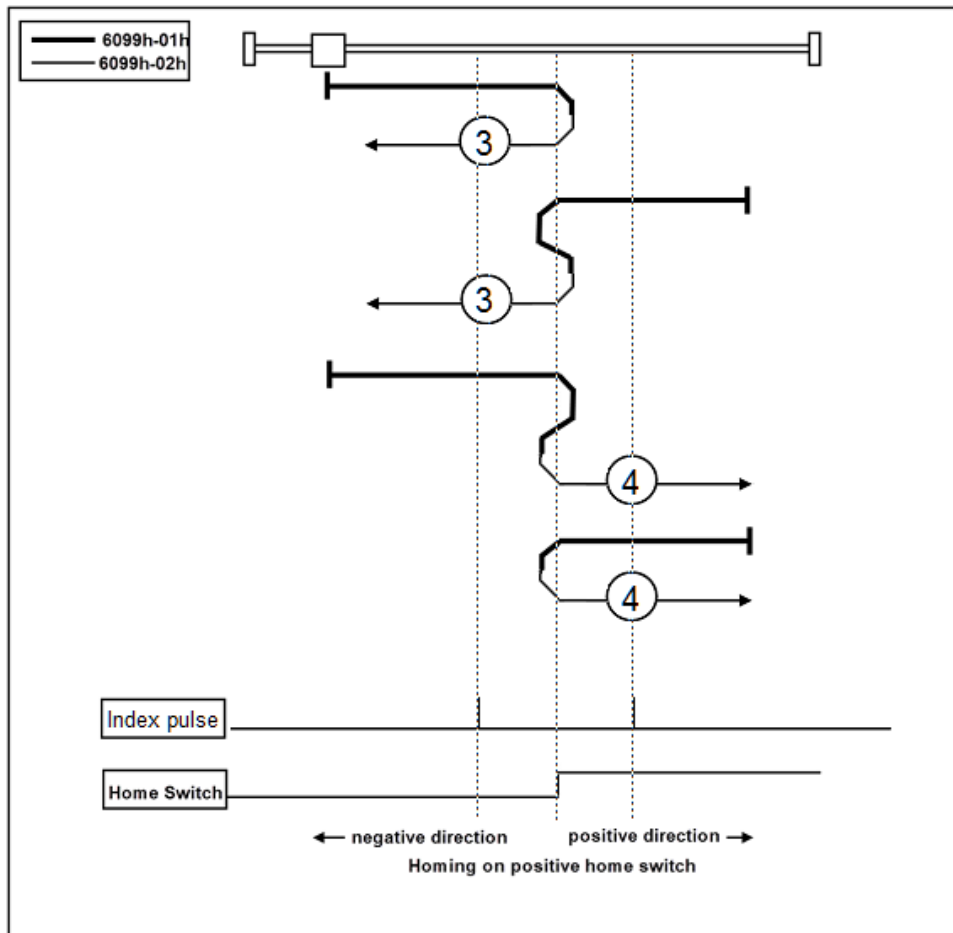 6099h-01h
6099h-02h
3
3
4
4
Index pulse
Home Switch
negative direction
positive direction
Homing on positive home switch